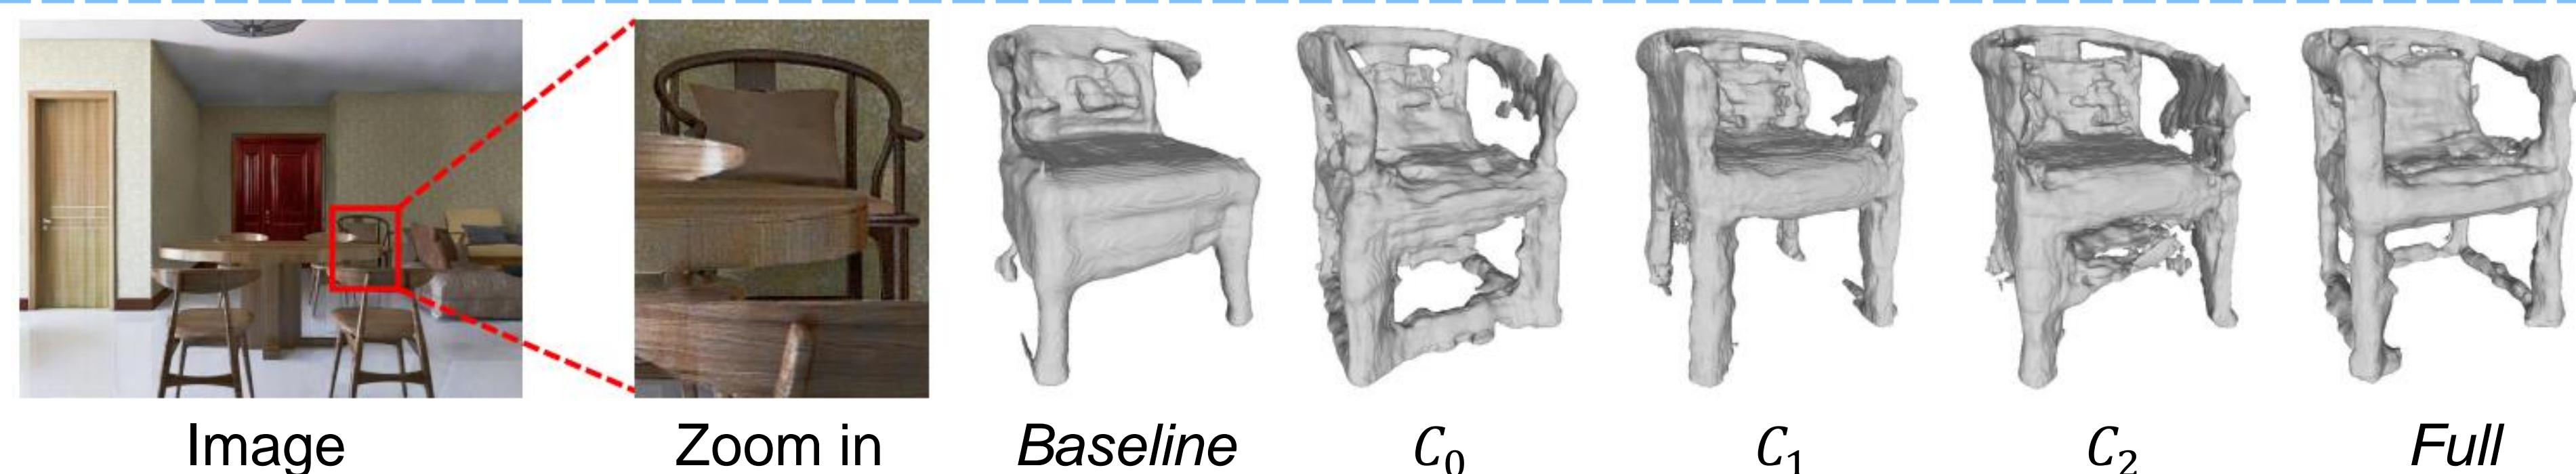 Image Zoom in Baseline C₀ C₁ C₂ Full